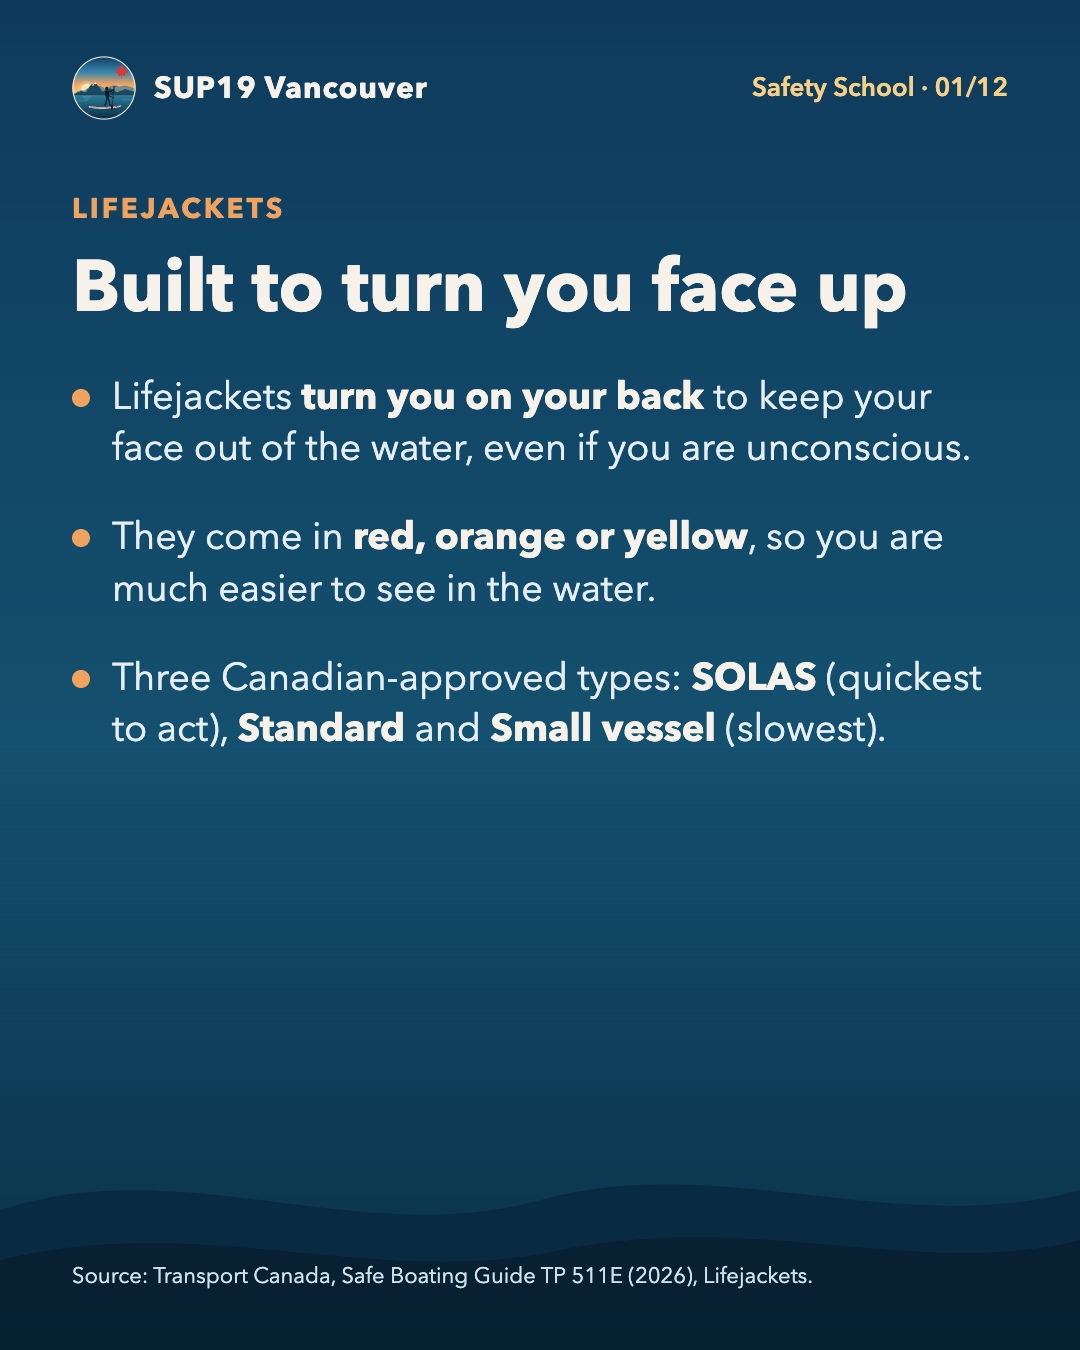 SUP19 Vancouver
Safety School · 01/12
LIFEJACKETS
Built to turn you face up
Lifejackets turn you on your back to keep your
face out of the water, even if you are unconscious.
They come in red, orange or yellow, so you are
much easier to see in the water.
Three Canadian-approved types: SOLAS (quickest
to act), Standard and Small vessel (slowest).
Source: Transport Canada, Safe Boating Guide TP 511E (2026), Lifejackets.